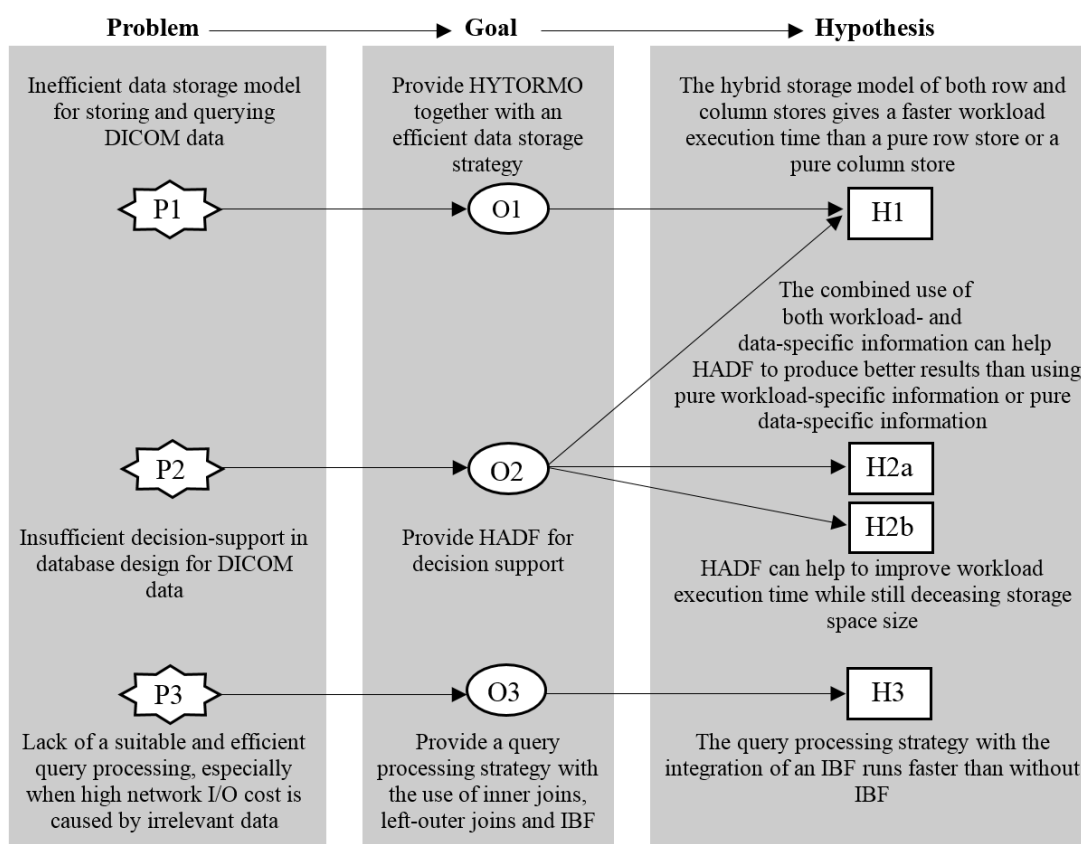 Problem
Goal
Hypothesis
Inefficient data storage model
for storing and querying
DICOM data
Provide HYTORMO
together with an
efficient data storage
strategy
The hybrid storage model of both row and
column stores gives a faster workload
execution time than a pure row store or a
pure column store
P1
O1
H1
The combined use of
both workload- and
data-specific information can help
HADF to produce better results than using
pure workload-specific information or pure
data-specific information
P2
O2
H2a
H2b
Insufficient decision-support in
database design for DICOM
data
Provide HADF for
decision support
HADF can help to improve workload
execution time while still deceasing storage
space size
P3
O3
H3
Lack of a suitable and efficient
query processing, especially
when high network I/O cost is
caused by irrelevant data
Provide a query
processing strategy with
the use of inner joins,
left-outer joins and IBF
The query processing strategy with the
integration of an IBF runs faster than without
IBF